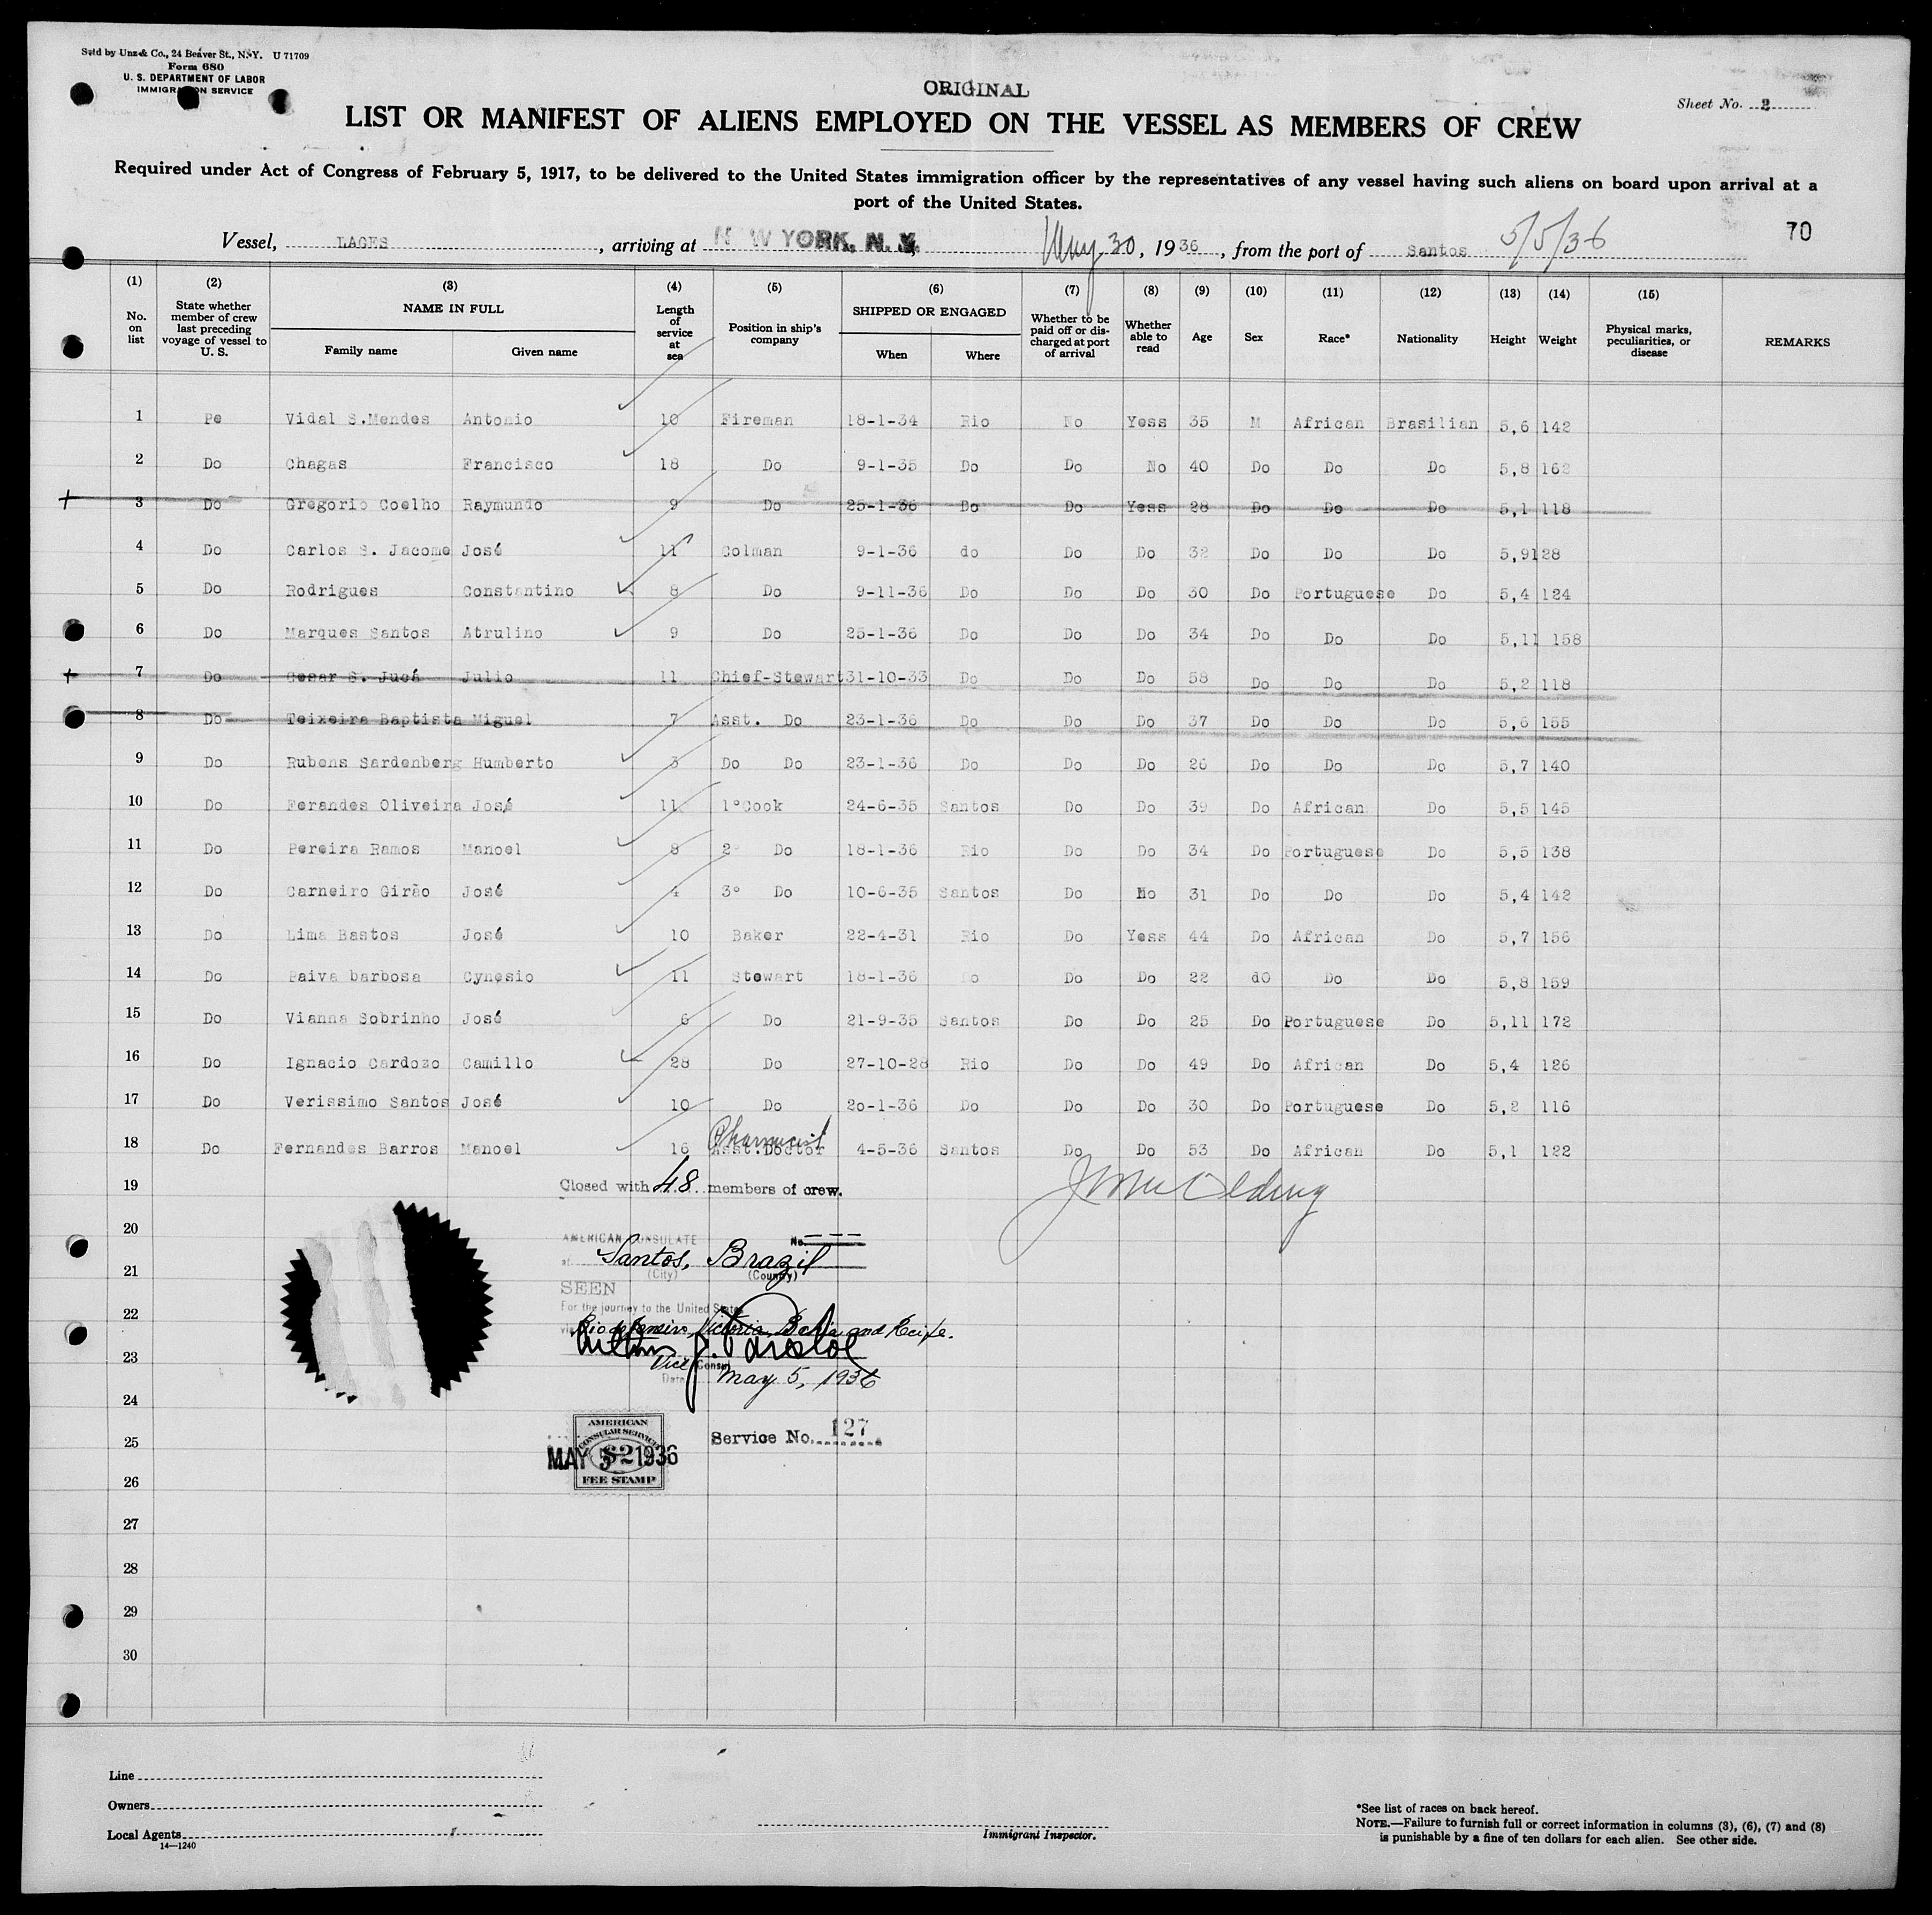 Sold by Unz & Co., 24 Beaver St., N.Y. U 71709
Form 680
U. S. DEPARTMENT OF LABOR
IMMIGRATION SERVICE
ORIGINAL
Sheet No. 2
LIST OR MANIFEST OF ALIENS EMPLOYED ON THE VESSEL AS MEMBERS OF CREW
Required under Act of Congress of February 5, 1917, to be delivered to the United States immigration officer by the representatives of any vessel having such aliens on board upon arrival at a
port of the United States.
Vessel, LAGES, arriving at N W YORK, N. Y. May 30, 1936, from the port of Santos 5/5/36
70
(1) No. on list (2) State whether member of crew last preceding voyage of vessel to U. S. (3) NAME IN FULL Family name Given name (4) Length of service at sea (5) Position in ship's company (6) SHIPPED OR ENGAGED When Where (7) Whether to be paid off or discharged at port of arrival (8) Whether able to read (9) Age (10) Sex (11) Race* (12) Nationality (13) Height (14) Weight (15) Physical marks, peculiarities, or disease REMARKS
1 Pe Vidal S.Mendes Antonio 10 Fireman 18-1-34 Rio No Yess 35 M African Brasilian 5,6 142
2 Do Chagas Francisco 18 Do 9-1-35 Do Do No 40 Do Do Do 5,8 162
3 Do Gregorio Coelho Raymundo 9 Do 25-1-36 Do Do Yess 28 Do Do Do 5,1 118
4 Do Carlos S. Jacome José 11 Colman 9-1-36 do Do Do 32 Do Do Do 5,9 128
5 Do Rodrigues Constantino 8 Do 9-11-36 Do Do Do 30 Do Portuguese Do 5,4 124
6 Do Marques Santos Atrulino 9 Do 25-1-36 Do Do Do 34 Do Do Do 5,11 158
7 Do Cesar S. Jucá Julio 11 Chief-Stewart 31-10-33 Do Do Do 58 Do Do Do 5,2 118
8 Do Teixeira Baptista Miguel 7 Asst. Do 23-1-36 Do Do Do 37 Do Do Do 5,6 155
9 Do Rubens Sardenberg Humberto 3 Do Do 23-1-36 Do Do Do 26 Do Do Do 5,7 140
10 Do Ferandes Oliveira José 11 1ºCook 24-6-35 Santos Do Do 39 Do African Do 5,5 145
11 Do Pereira Ramos Manoel 8 2º Do 18-1-36 Rio Do Do 34 Do Portuguese Do 5,5 138
12 Do Carneiro Girão José 4 3º Do 10-6-35 Santos Do No 31 Do Do Do 5,4 142
13 Do Lima Bastos José 10 Baker 22-4-31 Rio Do Yess 44 Do African Do 5,7 156
14 Do Paiva barbosa Cynesio 11 Stewart 18-1-36 Do Do Do 22 dO Do Do 5,8 159
15 Do Vianna Sobrinho José 6 Do 21-9-35 Santos Do Do 25 Do Portuguese Do 5,11 172
16 Do Ignacio Cardozo Camillo 28 Do 27-10-28 Rio Do Do 49 Do African Do 5,4 126
17 Do Verissimo Santos José 10 Do 20-1-36 Do Do Do 30 Do Portuguese Do 5,2 116
Pharmacist
18 Do Fernandes Barros Manoel 16 Asst.Doctor 4-5-36 Santos Do Do 53 Do African Do 5,1 122
19 Closed with 48 members of crew.
20
AMERICAN CONSULATE No.
at Santos, Brazil
21 (City) (Country)
SEEN
22 For the journey to the United States
via Rio de Janeiro, Victoria, Bahia and Recife.
23
Vice Consul
Date May 5, 1936
24
AMERICAN
CONSULAR SERVICE
25 Service No. 127
$2
MAY 5 1936
FEE STAMP
26
27
28
29
30
Line
Owners
Local Agents
14—1240
Immigrant Inspector.
*See list of races on back hereof.
NOTE.—Failure to furnish full or correct information in columns (3), (6), (7) and (8)
is punishable by a fine of ten dollars for each alien. See other side.